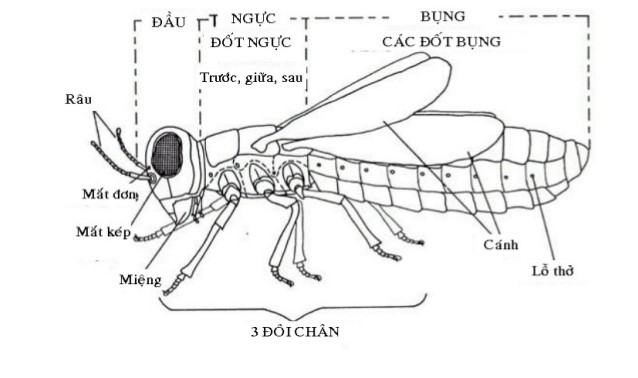 ĐẦU
NGỰC
BỤNG
ĐỐT NGỰC
CÁC ĐỐT BỤNG
Trước, giữa, sau
Râu
Mắt đơn
Mắt kép
Miệng
Cánh
Lỗ thở
3 ĐÔI CHÂN